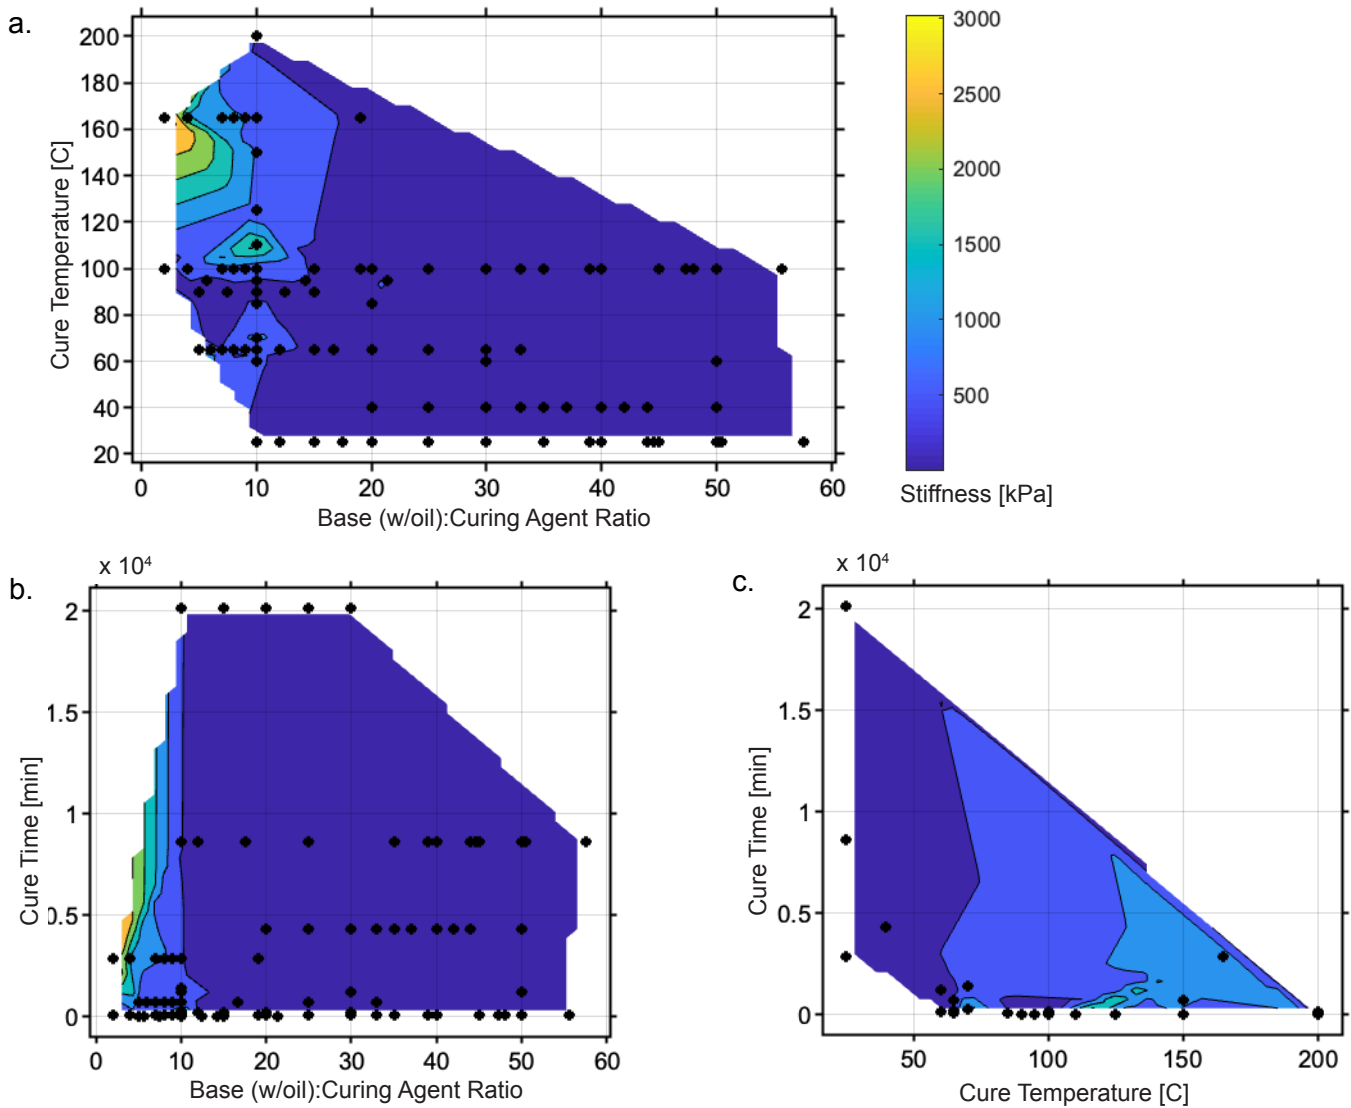 a.
200
180
160
140
120
100
80
60
40
20
Cure Temperature [C]
0 10 20 30 40 50 60
Base (w/oil):Curing Agent Ratio
3000
2500
2000
1500
1000
500
Stiffness [kPa]
b.
x 10⁴
2
1.5
1
0.5
0
Cure Time [min]
0 10 20 30 40 50 60
Base (w/oil):Curing Agent Ratio
c.
x 10⁴
2
1.5
1
0.5
0
Cure Time [min]
50 100 150 200
Cure Temperature [C]